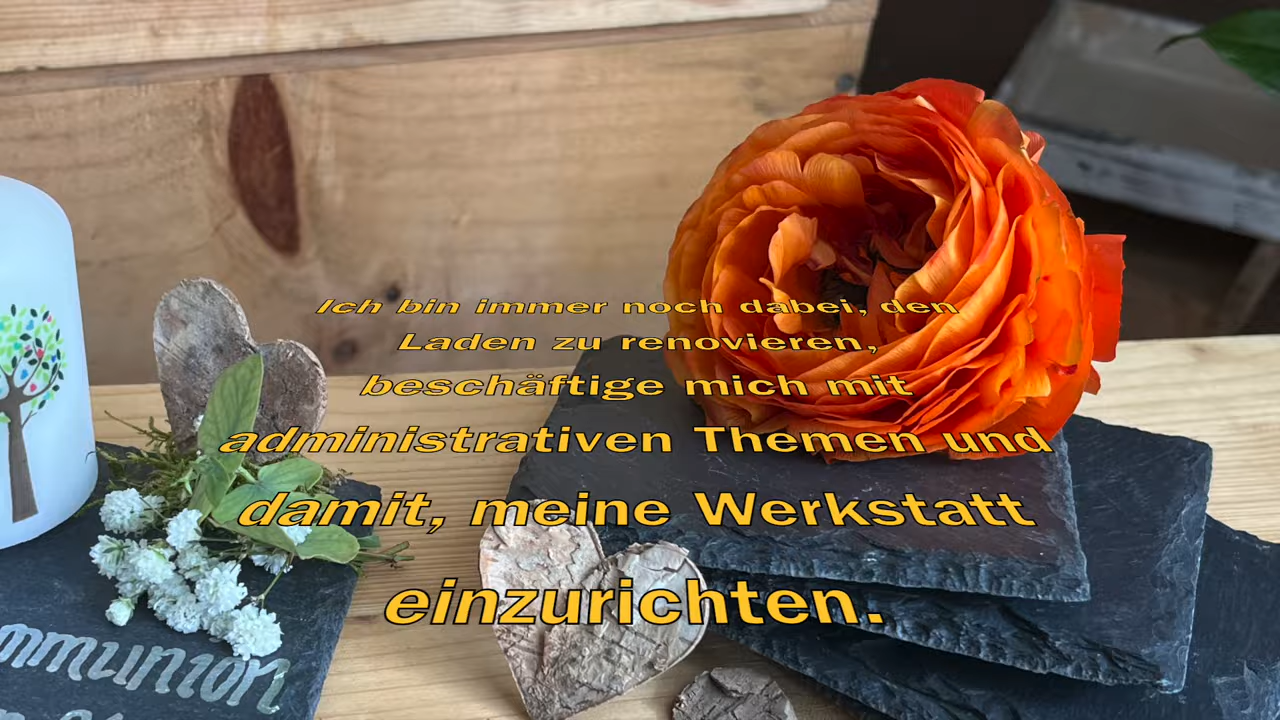 Ich bin immer noch dabei, den
Laden zu renovieren,
beschäftige mich mit
administrativen Themen und
damit, meine Werkstatt
einzurichten.
mmunion